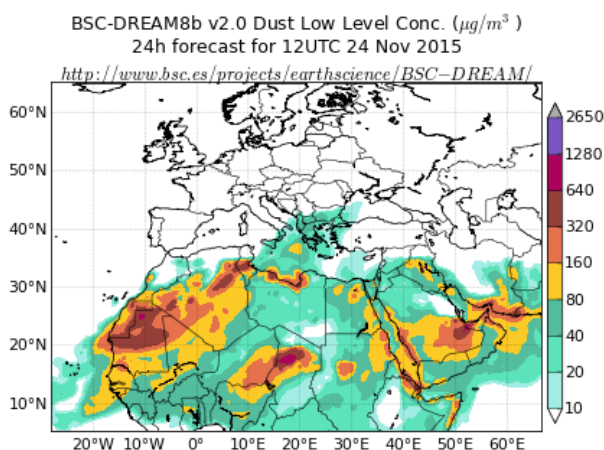 BSC-DREAM8b v2.0 Dust Low Level Conc. (μg/m³ )
24h forecast for 12UTC 24 Nov 2015
http://www.bsc.es/projects/earthscience/BSC−DREAM/
60°N
50°N
40°N
30°N
20°N
10°N
20°W 10°W 0° 10°E 20°E 30°E 40°E 50°E 60°E
2650
1280
640
320
160
80
40
20
10